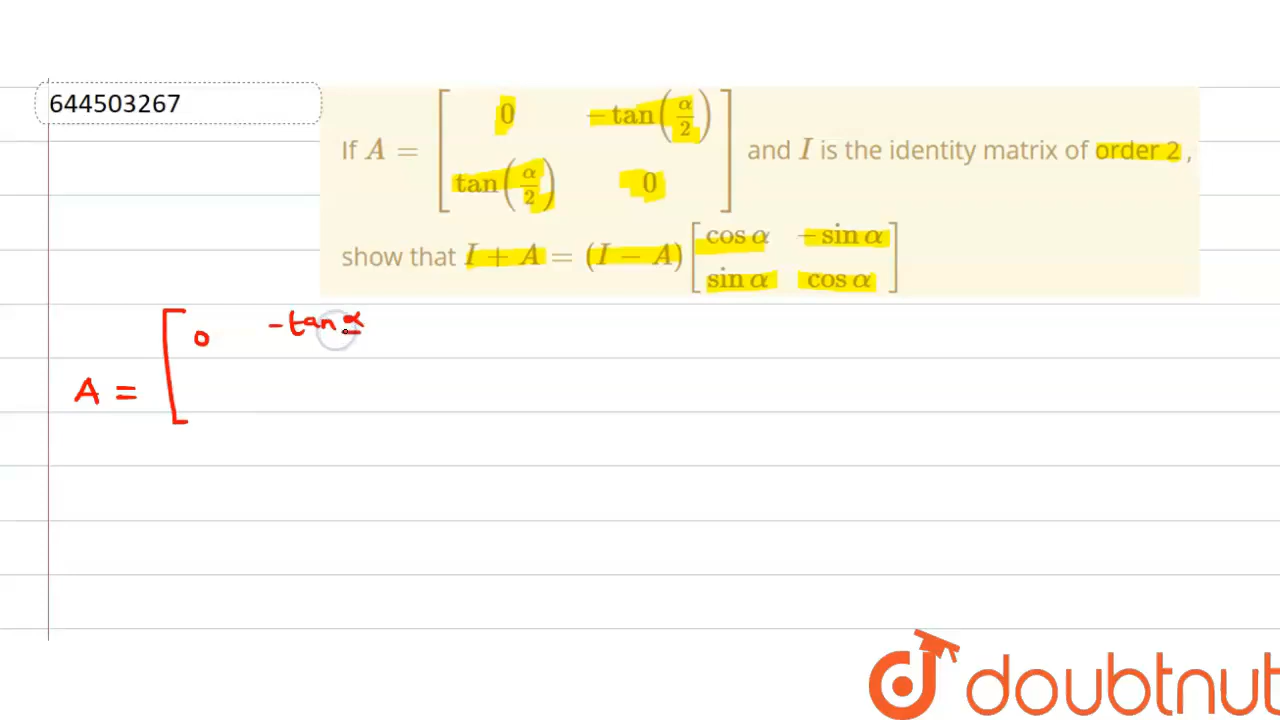 644503267
If A = [ 0 −tan(α/2) ; tan(α/2) 0 ] and I is the identity matrix of order 2 ,
show that I + A = (I − A) [ cos α −sin α ; sin α cos α ]
A = [ 0 -tan α
doubtnut